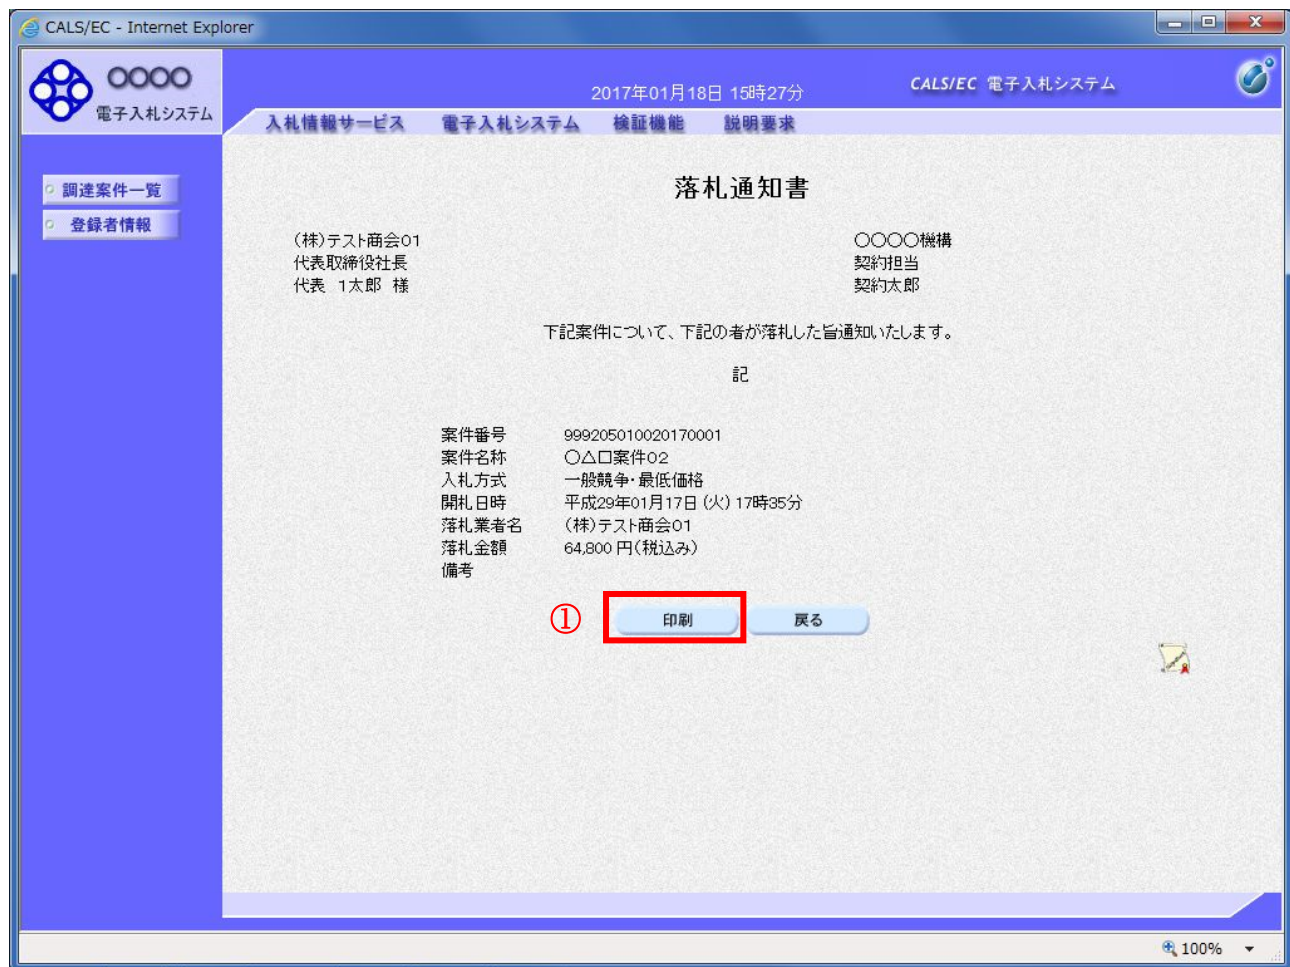 CALS/EC - Internet Explorer
○○○○
電子入札システム
2017年01月18日 15時27分
CALS/EC 電子入札システム
入札情報サービス 電子入札システム 検証機能 説明要求
調達案件一覧
登録者情報
落札通知書
(株)テスト商会01
代表取締役社長
代表 1太郎 様
○○○○機構
契約担当
契約太郎
下記案件について、下記の者が落札した旨通知いたします。
記
案件番号 999205010020170001
案件名称 ○△口案件02
入札方式 一般競争・最低価格
開札日時 平成29年01月17日 (火) 17時35分
落札業者名 (株)テスト商会01
落札金額 64,800 円(税込み)
備考
① 印刷 戻る
100%